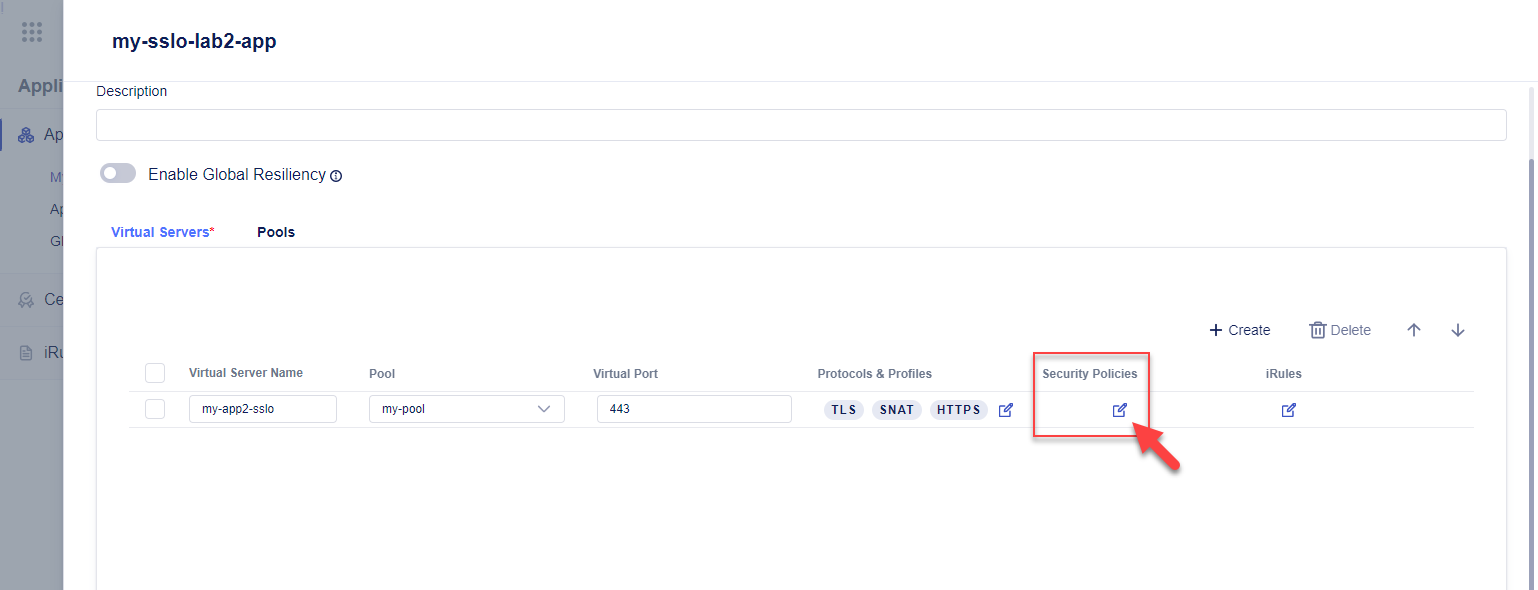 my-sslo-lab2-app
Appli
Description
Ap
Enable Global Resiliency
Ap
Gl
Virtual Servers* Pools
Ce
Create Delete
iRu
Virtual Server Name Pool Virtual Port Protocols & Profiles Security Policies iRules
my-app2-sslo my-pool 443 TLS SNAT HTTPS